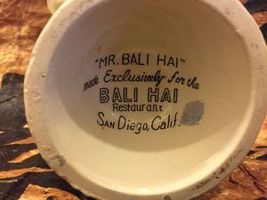 "MR. BALI HAI"
made Exclusively for the
BALI HAI
Restaurant
SAN DIEGO, CALIF.